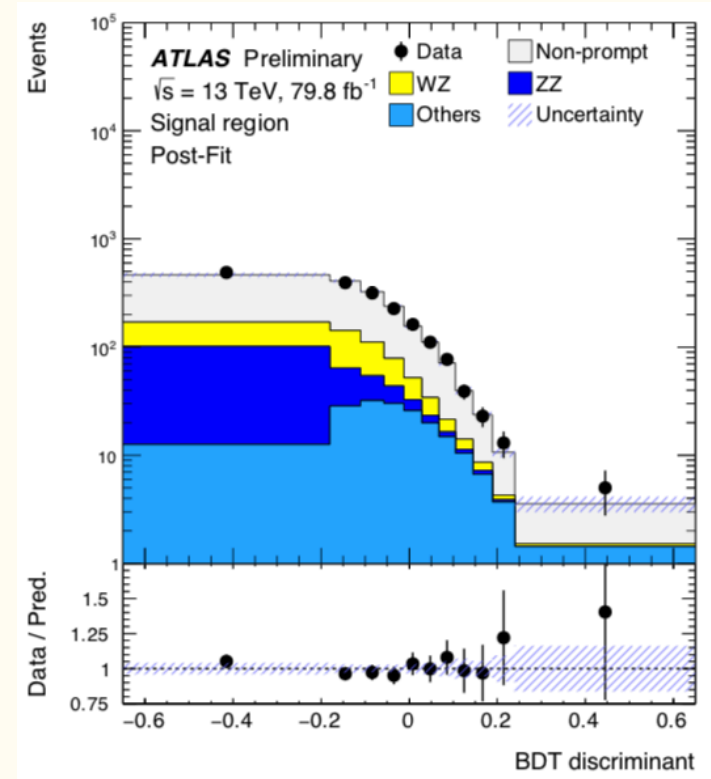 Events
10⁵
10⁴
10³
10²
10
1
ATLAS Preliminary
√s = 13 TeV, 79.8 fb⁻¹
Signal region
Post-Fit
Data
Non-prompt
WZ
ZZ
Others
Uncertainty
Data / Pred.
1.5
1.25
1
0.75
−0.6 −0.4 −0.2 0 0.2 0.4 0.6
BDT discriminant